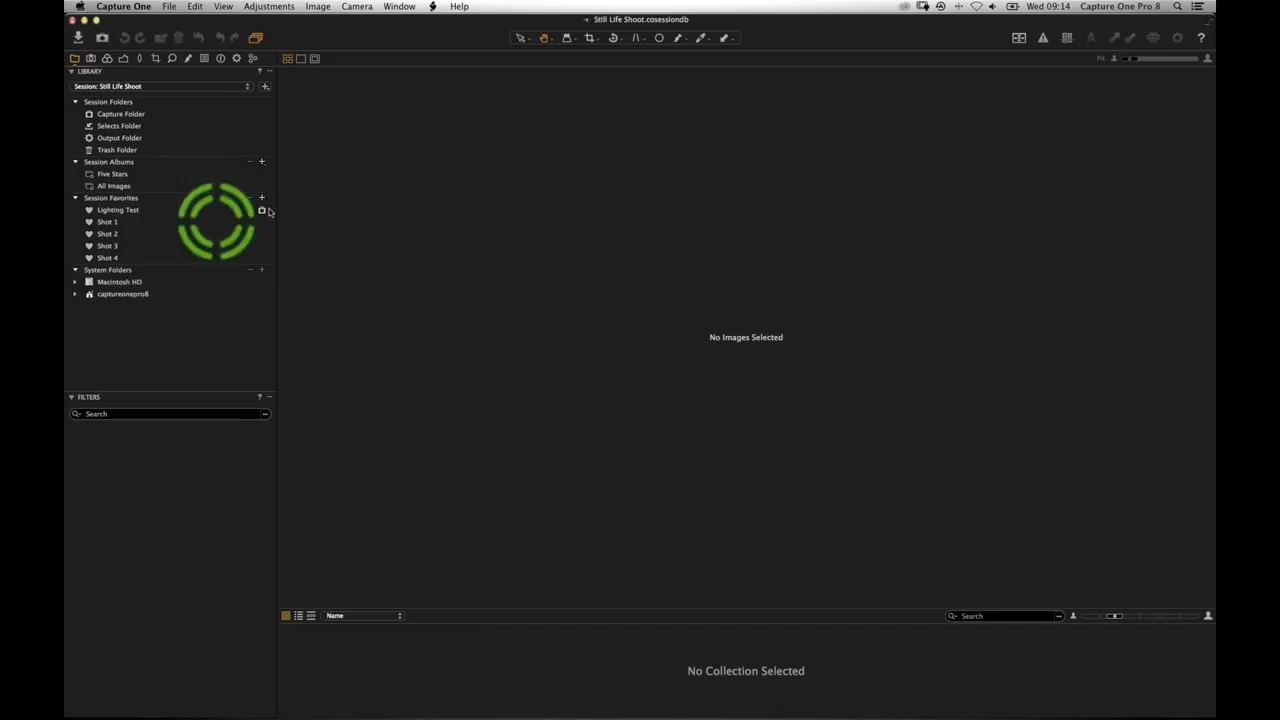 Capture One File Edit View Adjustments Image Camera Window Help Wed 09:14 Capture One Pro 8
Still Life Shoot.cosessiondb
LIBRARY ?
Session: Still Life Shoot
Session Folders
Capture Folder
Selects Folder
Output Folder
Trash Folder
Session Albums
Five Stars
All Images
Session Favorites
Lighting Test
Shot 1
Shot 2
Shot 3
Shot 4
System Folders
Macintosh HD
captureonepro8
FILTERS ?
Search
Fit
No Images Selected
Name
Search
No Collection Selected